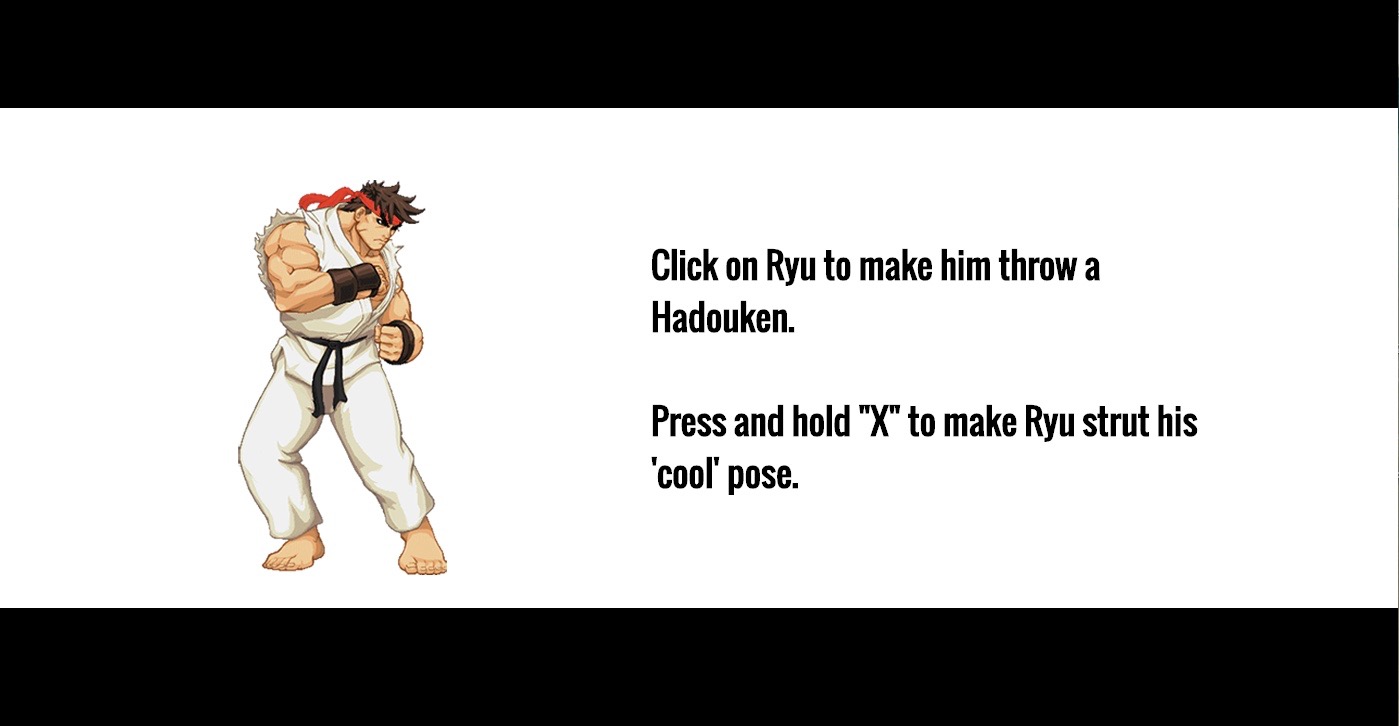 Click on Ryu to make him throw a
Hadouken.
Press and hold "X" to make Ryu strut his
'cool' pose.